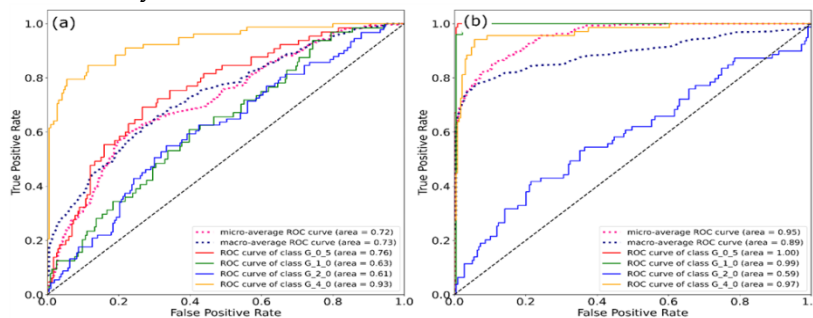 (a)
True Positive Rate
1.0
0.8
0.6
0.4
0.2
0.0
micro-average ROC curve (area = 0.72)
macro-average ROC curve (area = 0.73)
ROC curve of class G_0_5 (area = 0.76)
ROC curve of class G_1_0 (area = 0.63)
ROC curve of class G_2_0 (area = 0.61)
ROC curve of class G_4_0 (area = 0.93)
0.0 0.2 0.4 0.6 0.8 1.0
False Positive Rate
(b)
True Positive Rate
1.0
0.8
0.6
0.4
0.2
0.0
micro-average ROC curve (area = 0.95)
macro-average ROC curve (area = 0.89)
ROC curve of class G_0_5 (area = 1.00)
ROC curve of class G_1_0 (area = 0.99)
ROC curve of class G_2_0 (area = 0.59)
ROC curve of class G_4_0 (area = 0.97)
0.0 0.2 0.4 0.6 0.8 1.0
False Positive Rate